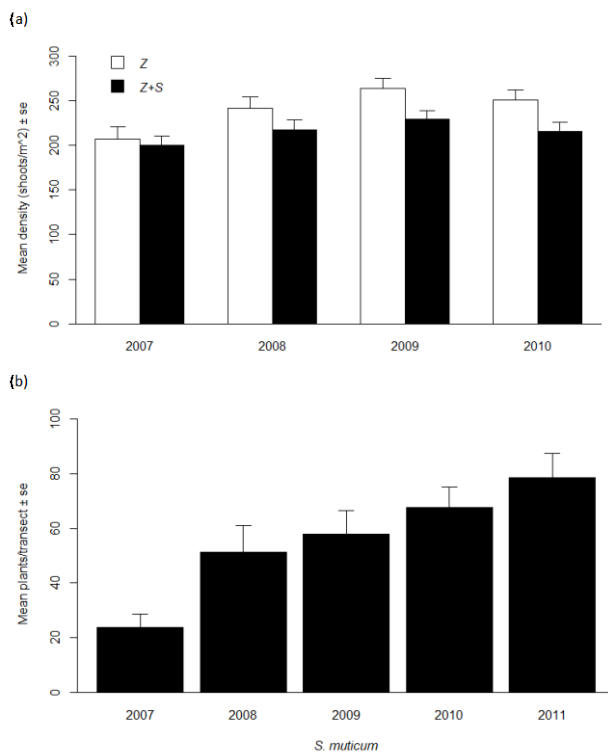 (a)
Mean density (shoots/m^2) ± se
300
250
200
150
100
50
0
Z
Z+S
2007 2008 2009 2010
(b)
Mean plants/transect ± se
100
80
60
40
20
0
2007 2008 2009 2010 2011
S. muticum